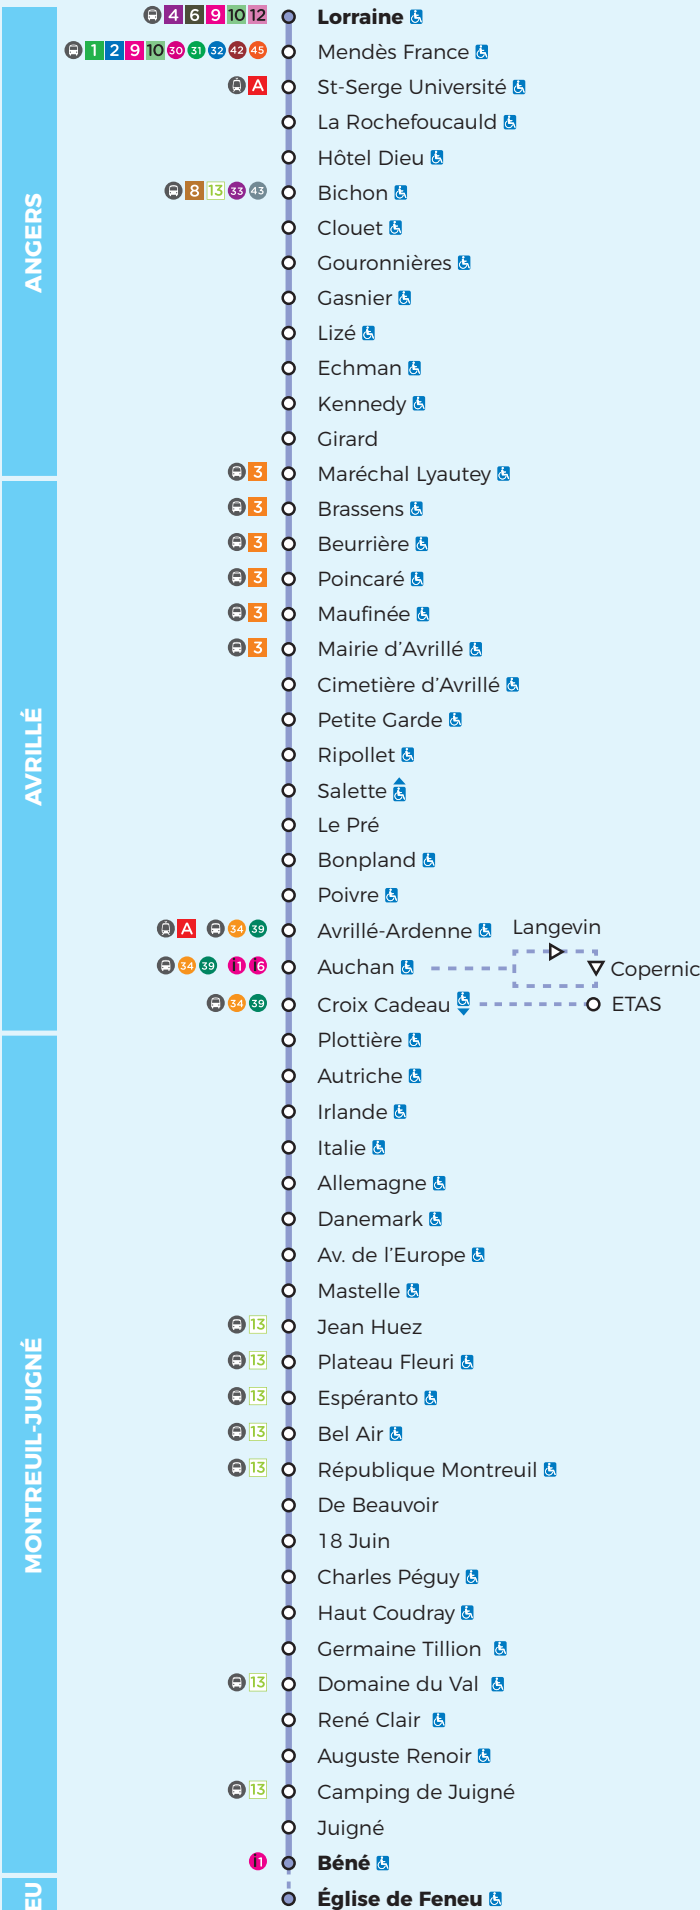 ANGERS
4 6 9 10 12 Lorraine
1 2 9 10 30 31 32 42 45 Mendès France
A St-Serge Université
La Rochefoucauld
Hôtel Dieu
8 13 33 43 Bichon
Clouet
Gouronnières
Gasnier
Lizé
Echman
Kennedy
Girard
AVRILLÉ
3 Maréchal Lyautey
3 Brassens
3 Beurrière
3 Poincaré
3 Maufinée
3 Mairie d'Avrillé
Cimetière d'Avrillé
Petite Garde
Ripollet
Salette
Le Pré
Bonpland
Poivre
A 34 39 Avrillé-Ardenne Langevin
34 39 i1 i6 Auchan Copernic
34 39 Croix Cadeau ETAS
MONTREUIL-JUIGNÉ
Plottière
Autriche
Irlande
Italie
Allemagne
Danemark
Av. de l'Europe
Mastelle
13 Jean Huez
13 Plateau Fleuri
13 Espéranto
13 Bel Air
13 République Montreuil
De Beauvoir
18 Juin
Charles Péguy
Haut Coudray
Germaine Tillion
13 Domaine du Val
René Clair
Auguste Renoir
13 Camping de Juigné
Juigné
i1 Béné
EU
Église de Feneu